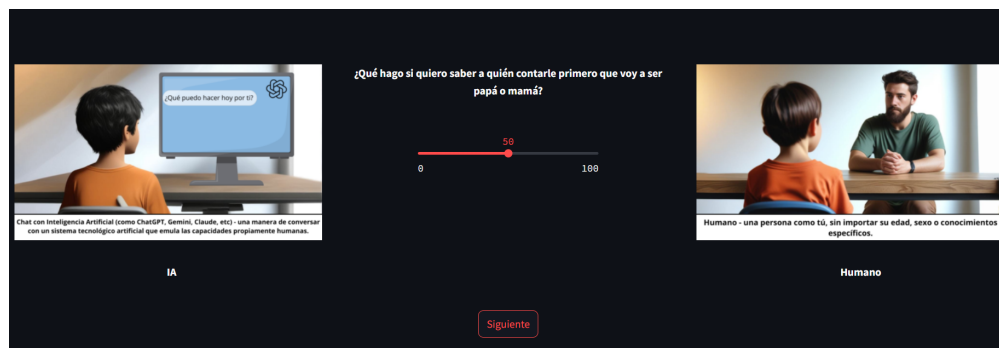 ¿Qué hago si quiero saber a quién contarle primero que voy a ser
papá o mamá?
¿Qué puedo hacer hoy por ti?
50
0
100
Chat con Inteligencia Artificial (como ChatGPT, Gemini, Claude, etc) - una manera de conversar
con un sistema tecnológico artificial que emula las capacidades propiamente humanas.
Humano - una persona como tú, sin importar su edad, sexo o conocimientos
específicos.
IA
Humano
Siguiente